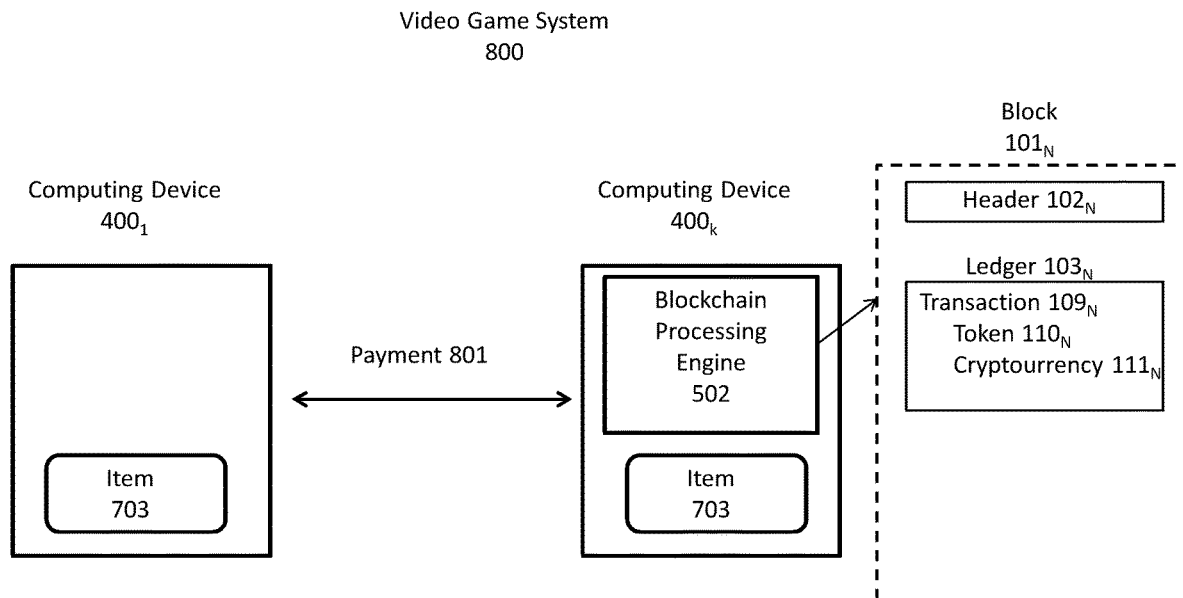 Video Game System
800
Block
101N
Computing Device
4001
Computing Device
400k
Header 102N
Ledger 103N
Transaction 109N
Token 110N
Cryptourrency 111N
Blockchain
Processing
Engine
502
Payment 801
Item
703
Item
703